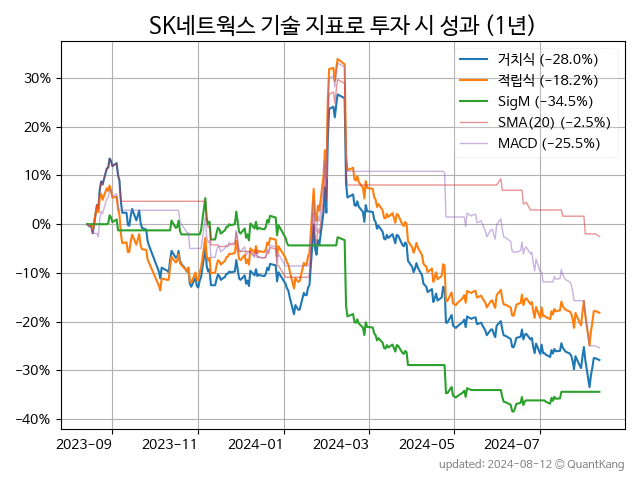 SK네트웍스 기술 지표로 투자 시 성과 (1년)
거치식 (−28.0%)
적립식 (−18.2%)
SigM (−34.5%)
SMA(20) (−2.5%)
MACD (−25.5%)
30%
20%
10%
0%
−10%
−20%
−30%
−40%
2023-09 2023-11 2024-01 2024-03 2024-05 2024-07
updated: 2024-08-12 © QuantKang